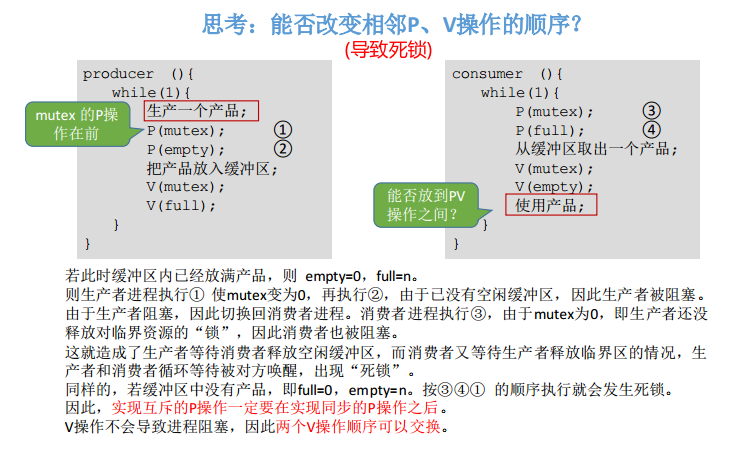 思考：能否改变相邻P、V操作的顺序？
(导致死锁)
producer （){
while(1){
生产一个产品；
P(mutex); ①
P(empty); ②
把产品放入缓冲区；
V(mutex);
V(full);
}
}
mutex 的P操
作在前
consumer （){
while(1){
P(mutex); ③
P(full); ④
从缓冲区取出一个产品；
V(mutex);
V(empty);
使用产品；
}
}
能否放到PV
操作之间？
若此时缓冲区内已经放满产品，则 empty=0，full=n。
则生产者进程执行① 使mutex变为0，再执行②，由于已没有空闲缓冲区，因此生产者被阻塞。
由于生产者阻塞，因此切换回消费者进程。消费者进程执行③，由于mutex为0，即生产者还没
释放对临界资源的“锁”，因此消费者也被阻塞。
这就造成了生产者等待消费者释放空闲缓冲区，而消费者又等待生产者释放临界区的情况，生
产者和消费者循环等待被对方唤醒，出现“死锁”。
同样的，若缓冲区中没有产品，即full=0，empty=n。按③④① 的顺序执行就会发生死锁。
因此，实现互斥的P操作一定要在实现同步的P操作之后。
V操作不会导致进程阻塞，因此两个V操作顺序可以交换。